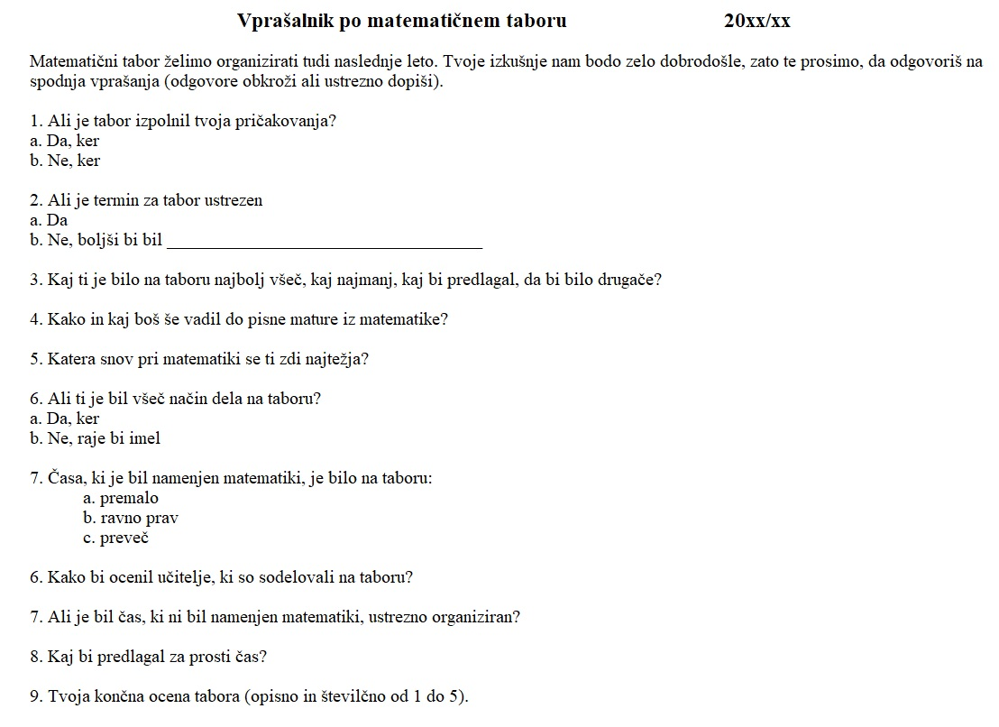 Vprašalnik po matematičnem taboru 20xx/xx
Matematični tabor želimo organizirati tudi naslednje leto. Tvoje izkušnje nam bodo zelo dobrodošle, zato te prosimo, da odgovoriš na
spodnja vprašanja (odgovore obkroži ali ustrezno dopiši).
1. Ali je tabor izpolnil tvoja pričakovanja?
a. Da, ker
b. Ne, ker
2. Ali je termin za tabor ustrezen
a. Da
b. Ne, boljši bi bil ___________________________________
3. Kaj ti je bilo na taboru najbolj všeč, kaj najmanj, kaj bi predlagal, da bi bilo drugače?
4. Kako in kaj boš še vadil do pisne mature iz matematike?
5. Katera snov pri matematiki se ti zdi najtežja?
6. Ali ti je bil všeč način dela na taboru?
a. Da, ker
b. Ne, raje bi imel
7. Časa, ki je bil namenjen matematiki, je bilo na taboru:
a. premalo
b. ravno prav
c. preveč
6. Kako bi ocenil učitelje, ki so sodelovali na taboru?
7. Ali je bil čas, ki ni bil namenjen matematiki, ustrezno organiziran?
8. Kaj bi predlagal za prosti čas?
9. Tvoja končna ocena tabora (opisno in številčno od 1 do 5).